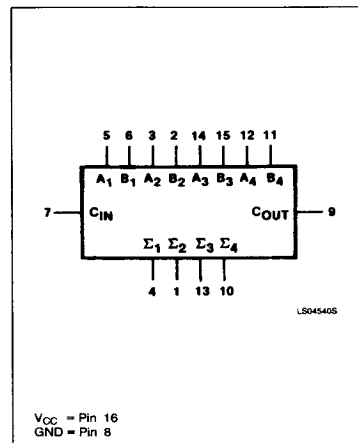 5 6 3 2 14 15 12 11
A1 B1 A2 B2 A3 B3 A4 B4
7 CIN COUT 9
Σ1 Σ2 Σ3 Σ4
4 1 13 10
LS04540S
VCC = Pin 16
GND = Pin 8